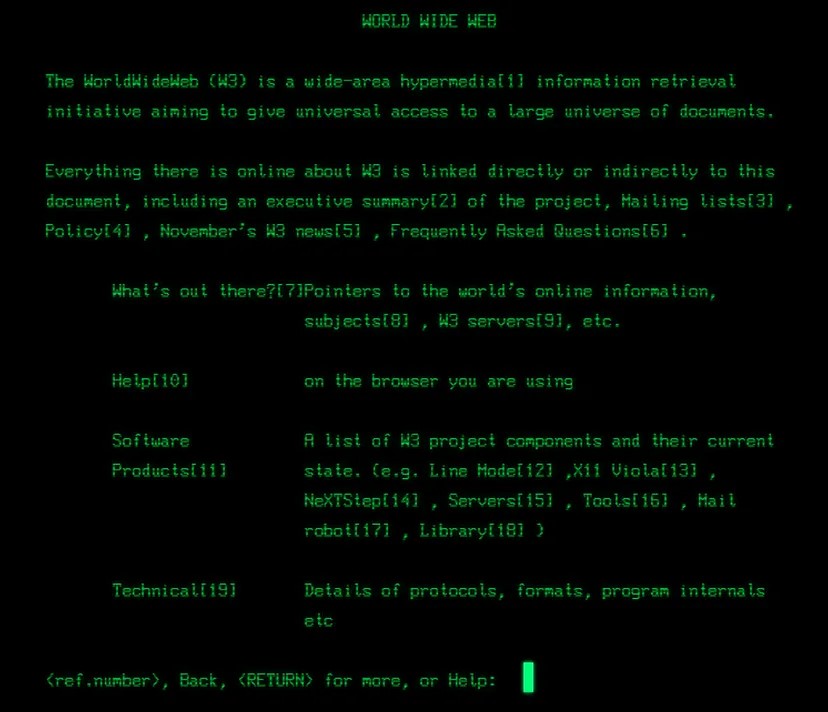 WORLD WIDE WEB
The WorldWideWeb (W3) is a wide-area hypermedia[1] information retrieval
initiative aiming to give universal access to a large universe of documents.
Everything there is online about W3 is linked directly or indirectly to this
document, including an executive summary[2] of the project, Mailing lists[3] ,
Policy[4] , November's W3 news[5] , Frequently Asked Questions[6] .
What's out there?[7]Pointers to the world's online information,
subjects[8] , W3 servers[9], etc.
Help[10] on the browser you are using
Software A list of W3 project components and their current
Products[11] state. (e.g. Line Mode[12] ,X11 Viola[13] ,
NeXTStep[14] , Servers[15] , Tools[16] , Mail
robot[17] , Library[18] )
Technical[19] Details of protocols, formats, program internals
etc
<ref.number>, Back, <RETURN> for more, or Help: